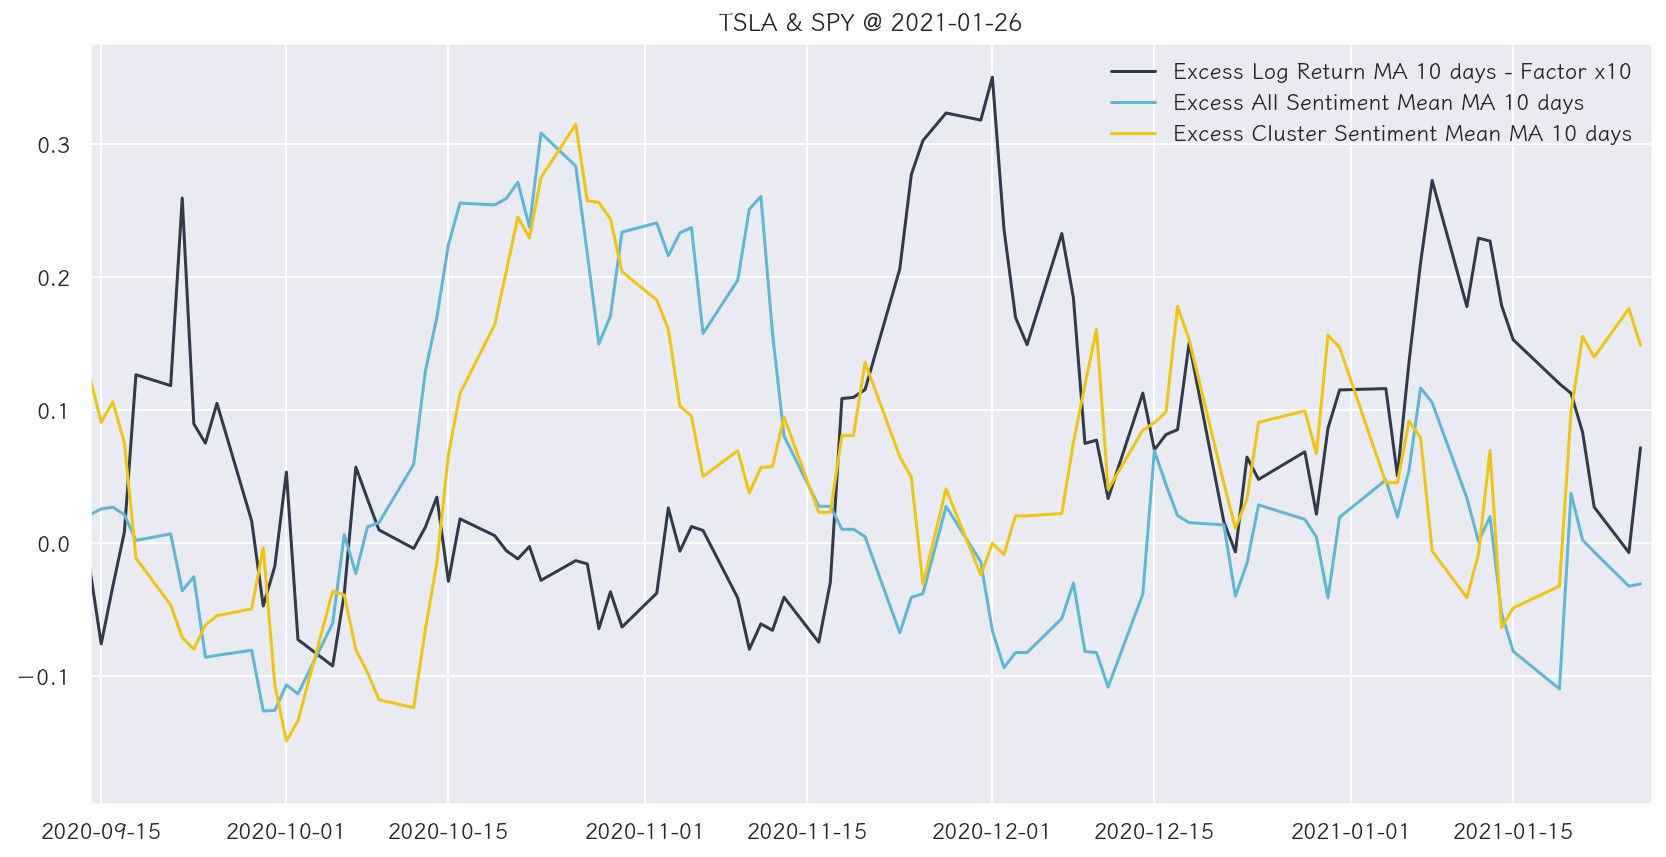 TSLA & SPY @ 2021-01-26
Excess Log Return MA 10 days - Factor x10
Excess All Sentiment Mean MA 10 days
Excess Cluster Sentiment Mean MA 10 days
0.3
0.2
0.1
0.0
−0.1
2020-09-15 2020-10-01 2020-10-15 2020-11-01 2020-11-15 2020-12-01 2020-12-15 2021-01-01 2021-01-15